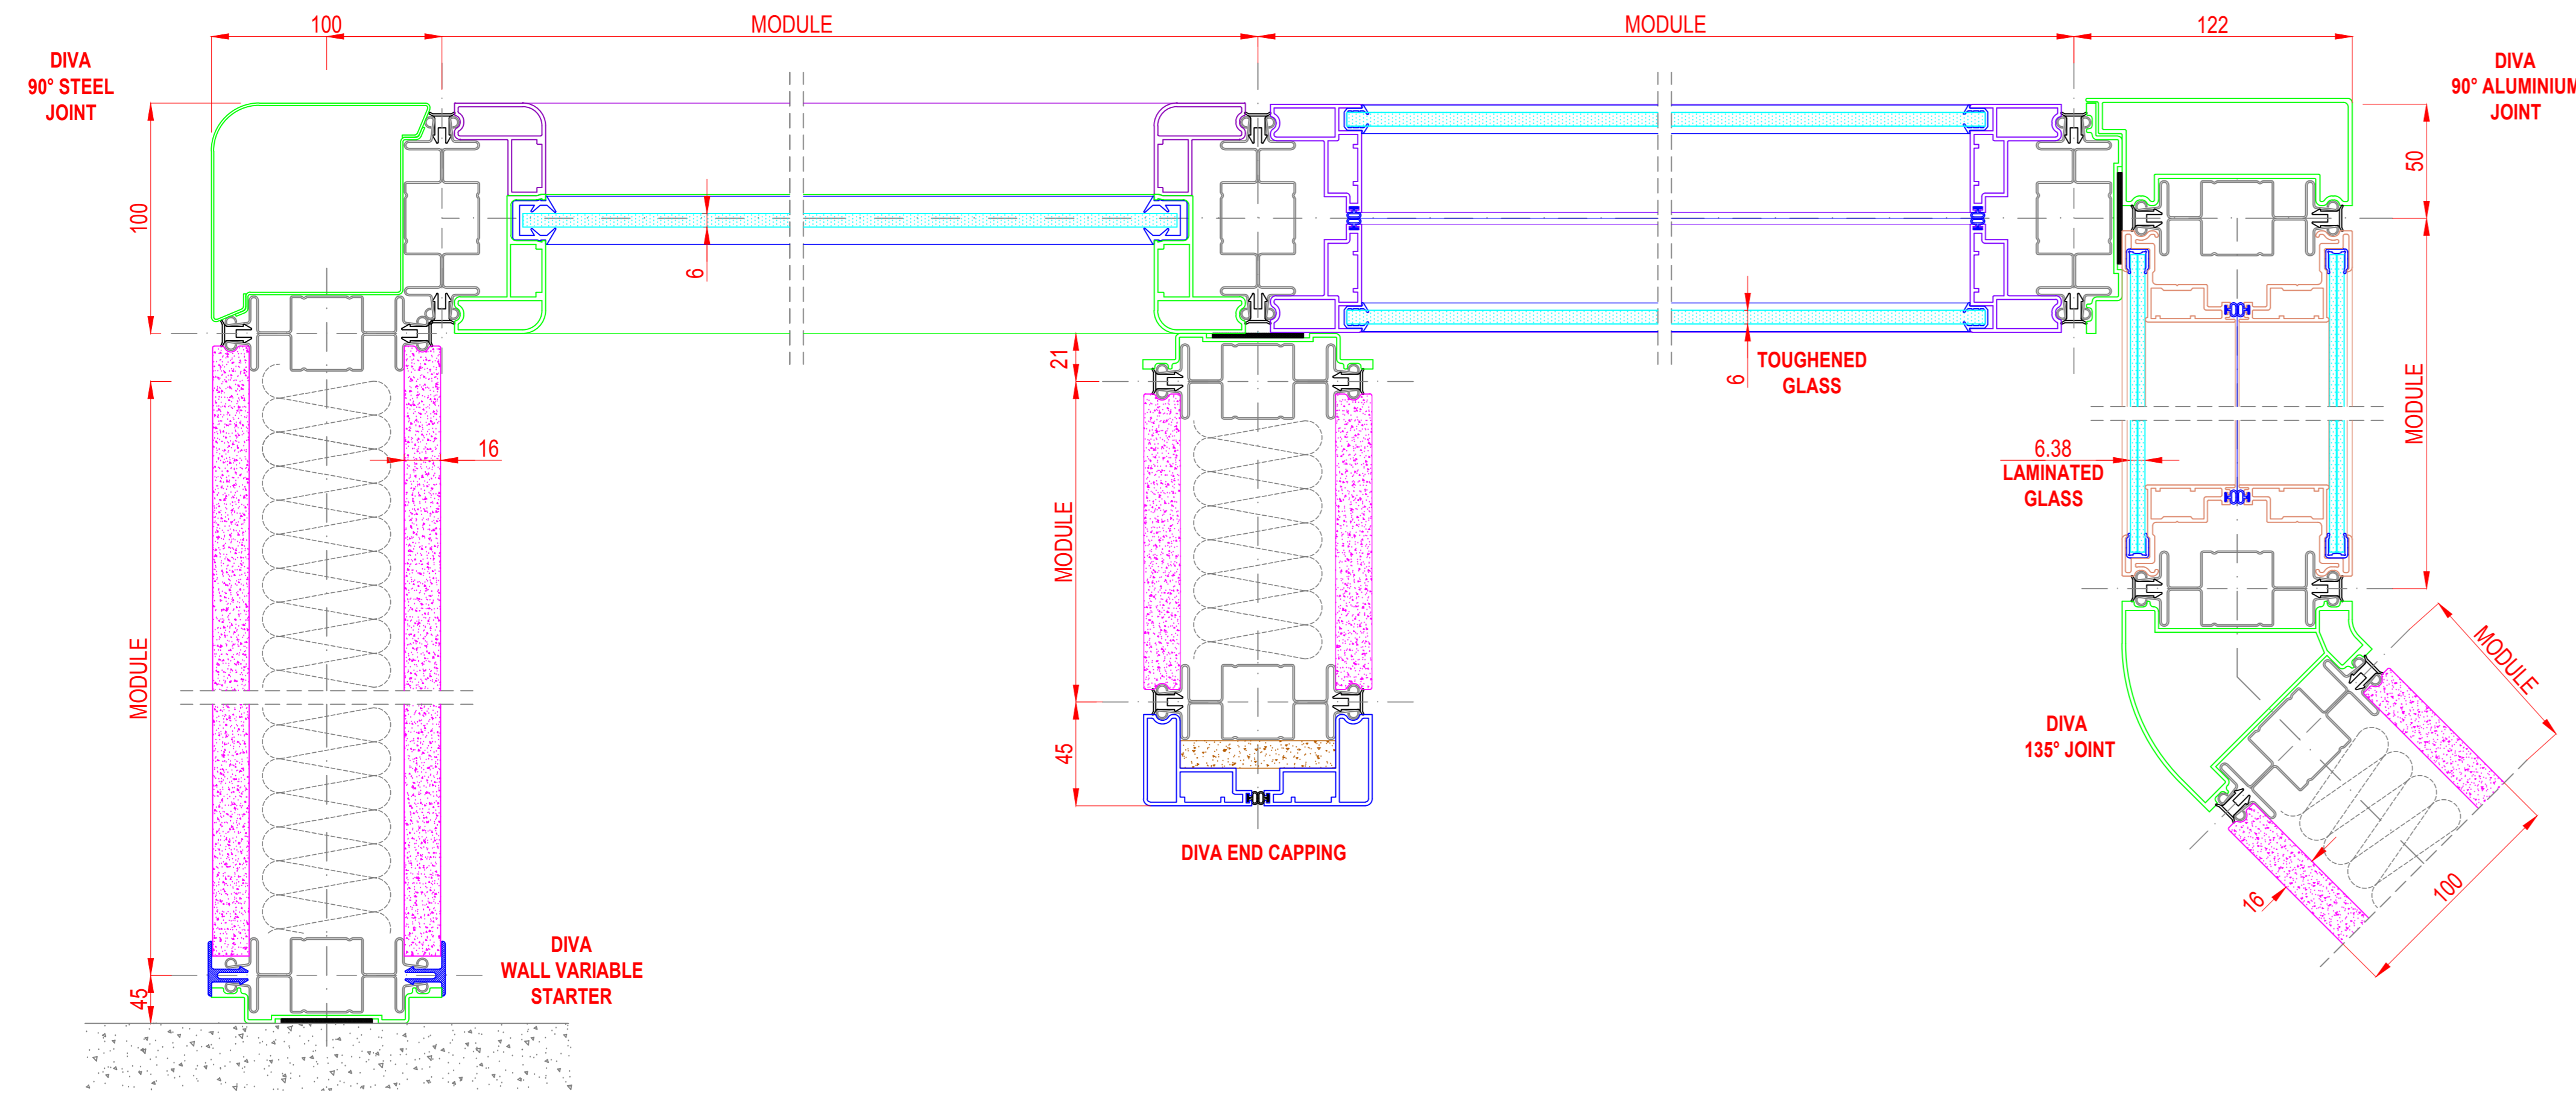 100
MODULE
MODULE
122
DIVA
90° STEEL
JOINT
DIVA
90° ALUMINIUM
JOINT
100
50
6
21
6
TOUGHENED
GLASS
16
MODULE
MODULE
6.38
LAMINATED
GLASS
MODULE
MODULE
DIVA
135° JOINT
45
DIVA END CAPPING
16
100
DIVA
WALL VARIABLE
STARTER
45